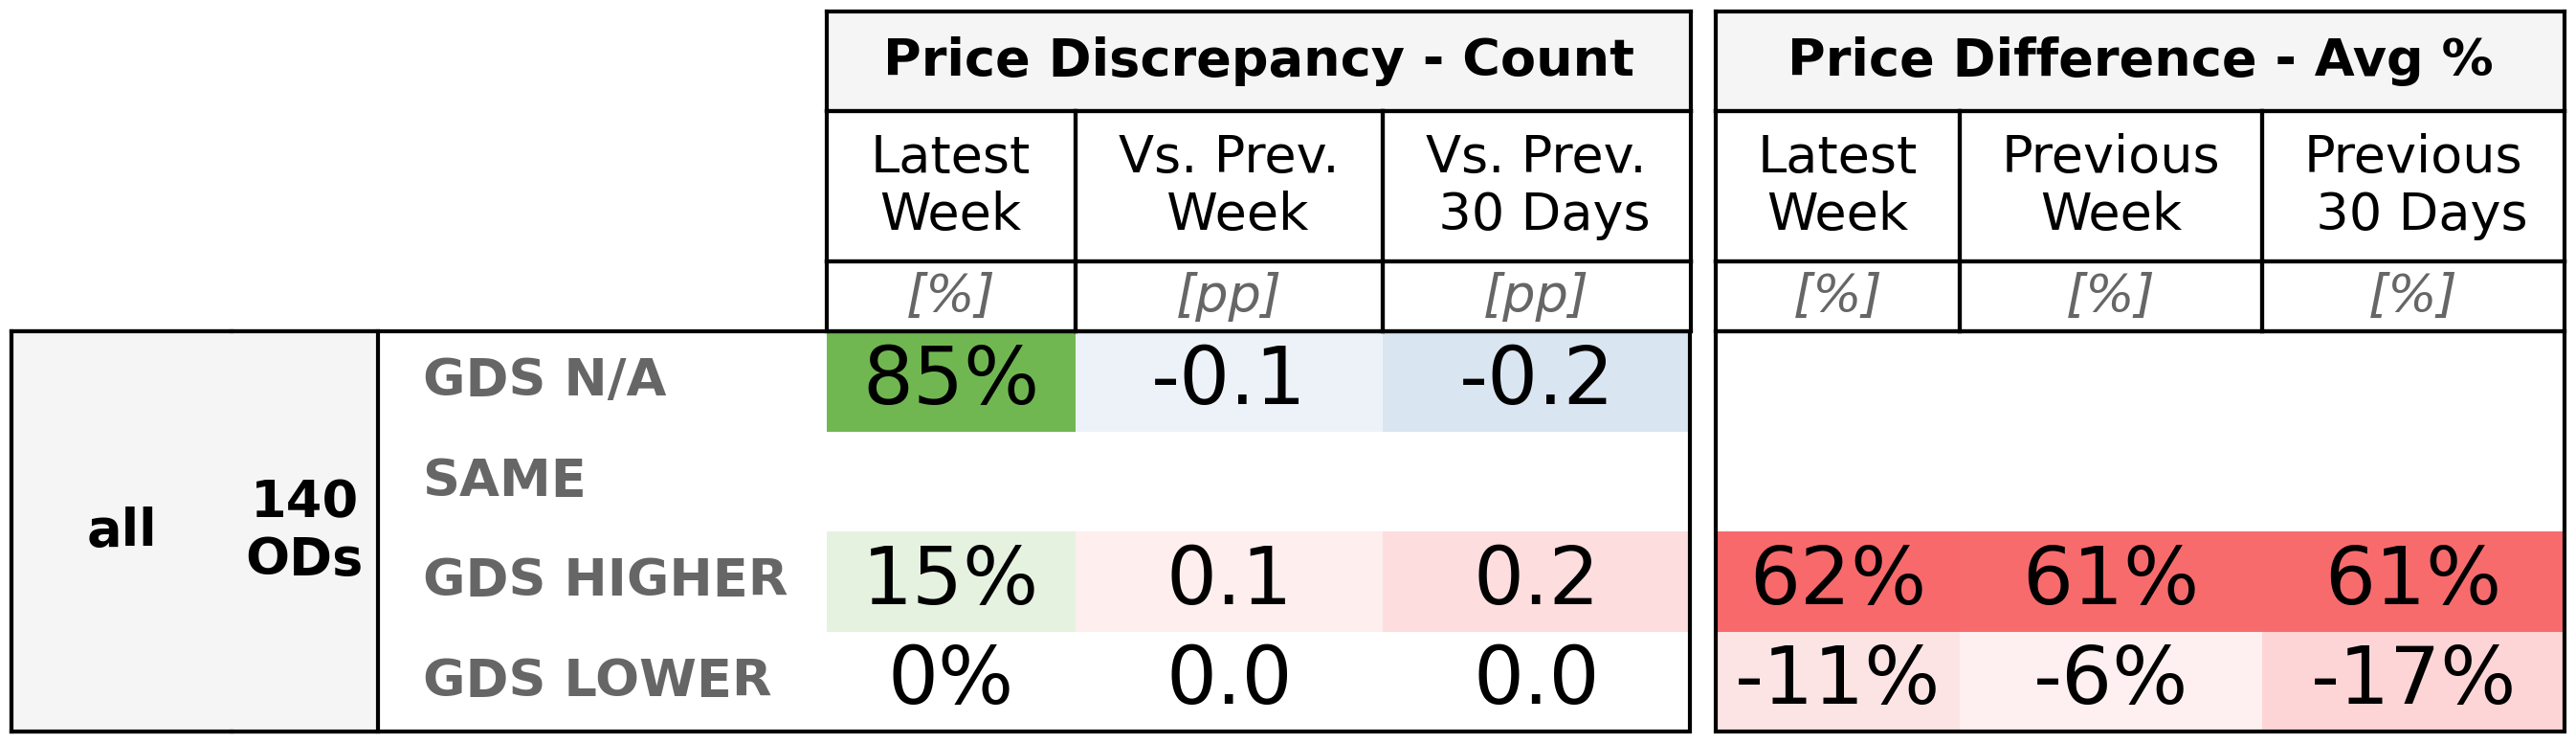 Price Discrepancy - Count Price Difference - Avg %
Latest Week Vs. Prev. Week Vs. Prev. 30 Days Latest Week Previous Week Previous 30 Days
[%] [pp] [pp] [%] [%] [%]
all 140 ODs
GDS N/A 85% -0.1 -0.2
SAME
GDS HIGHER 15% 0.1 0.2 62% 61% 61%
GDS LOWER 0% 0.0 0.0 -11% -6% -17%